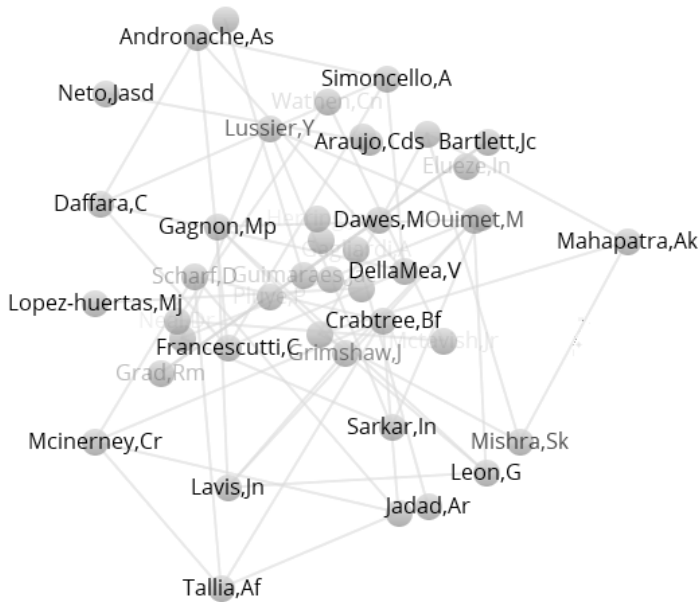 Andronache,As
Simoncello,A
Neto,Jasd
Wathen,Cn
Lussier,Y
Araujo,Cds
Bartlett,Jc
Elueze,In
Daffara,C
Gagnon,Mp
Dawes,M
Ouimet,M
Mahapatra,Ak
Scharf,D
DellaMea,V
Lopez-huertas,Mj
Crabtree,Bf
Francescutti,C
Grimshaw,J
Mctavish,Jr
Grad,Rm
Mcinerney,Cr
Sarkar,In
Mishra,Sk
Leon,G
Lavis,Jn
Jadad,Ar
Tallia,Af